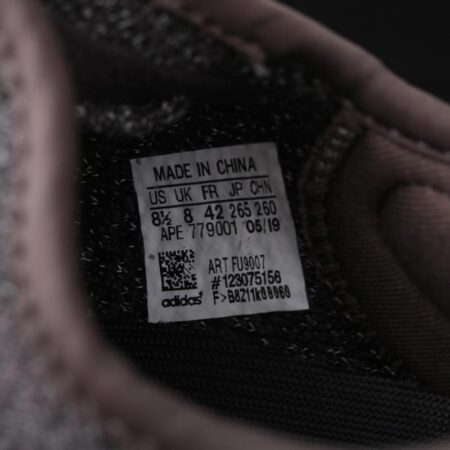 MADE IN CHINA
US UK FR JP CHN
8½ 8 42 265 260
APE 779001 05/19
ART FU9007
#123075156
adidas F>B8Z11k08060